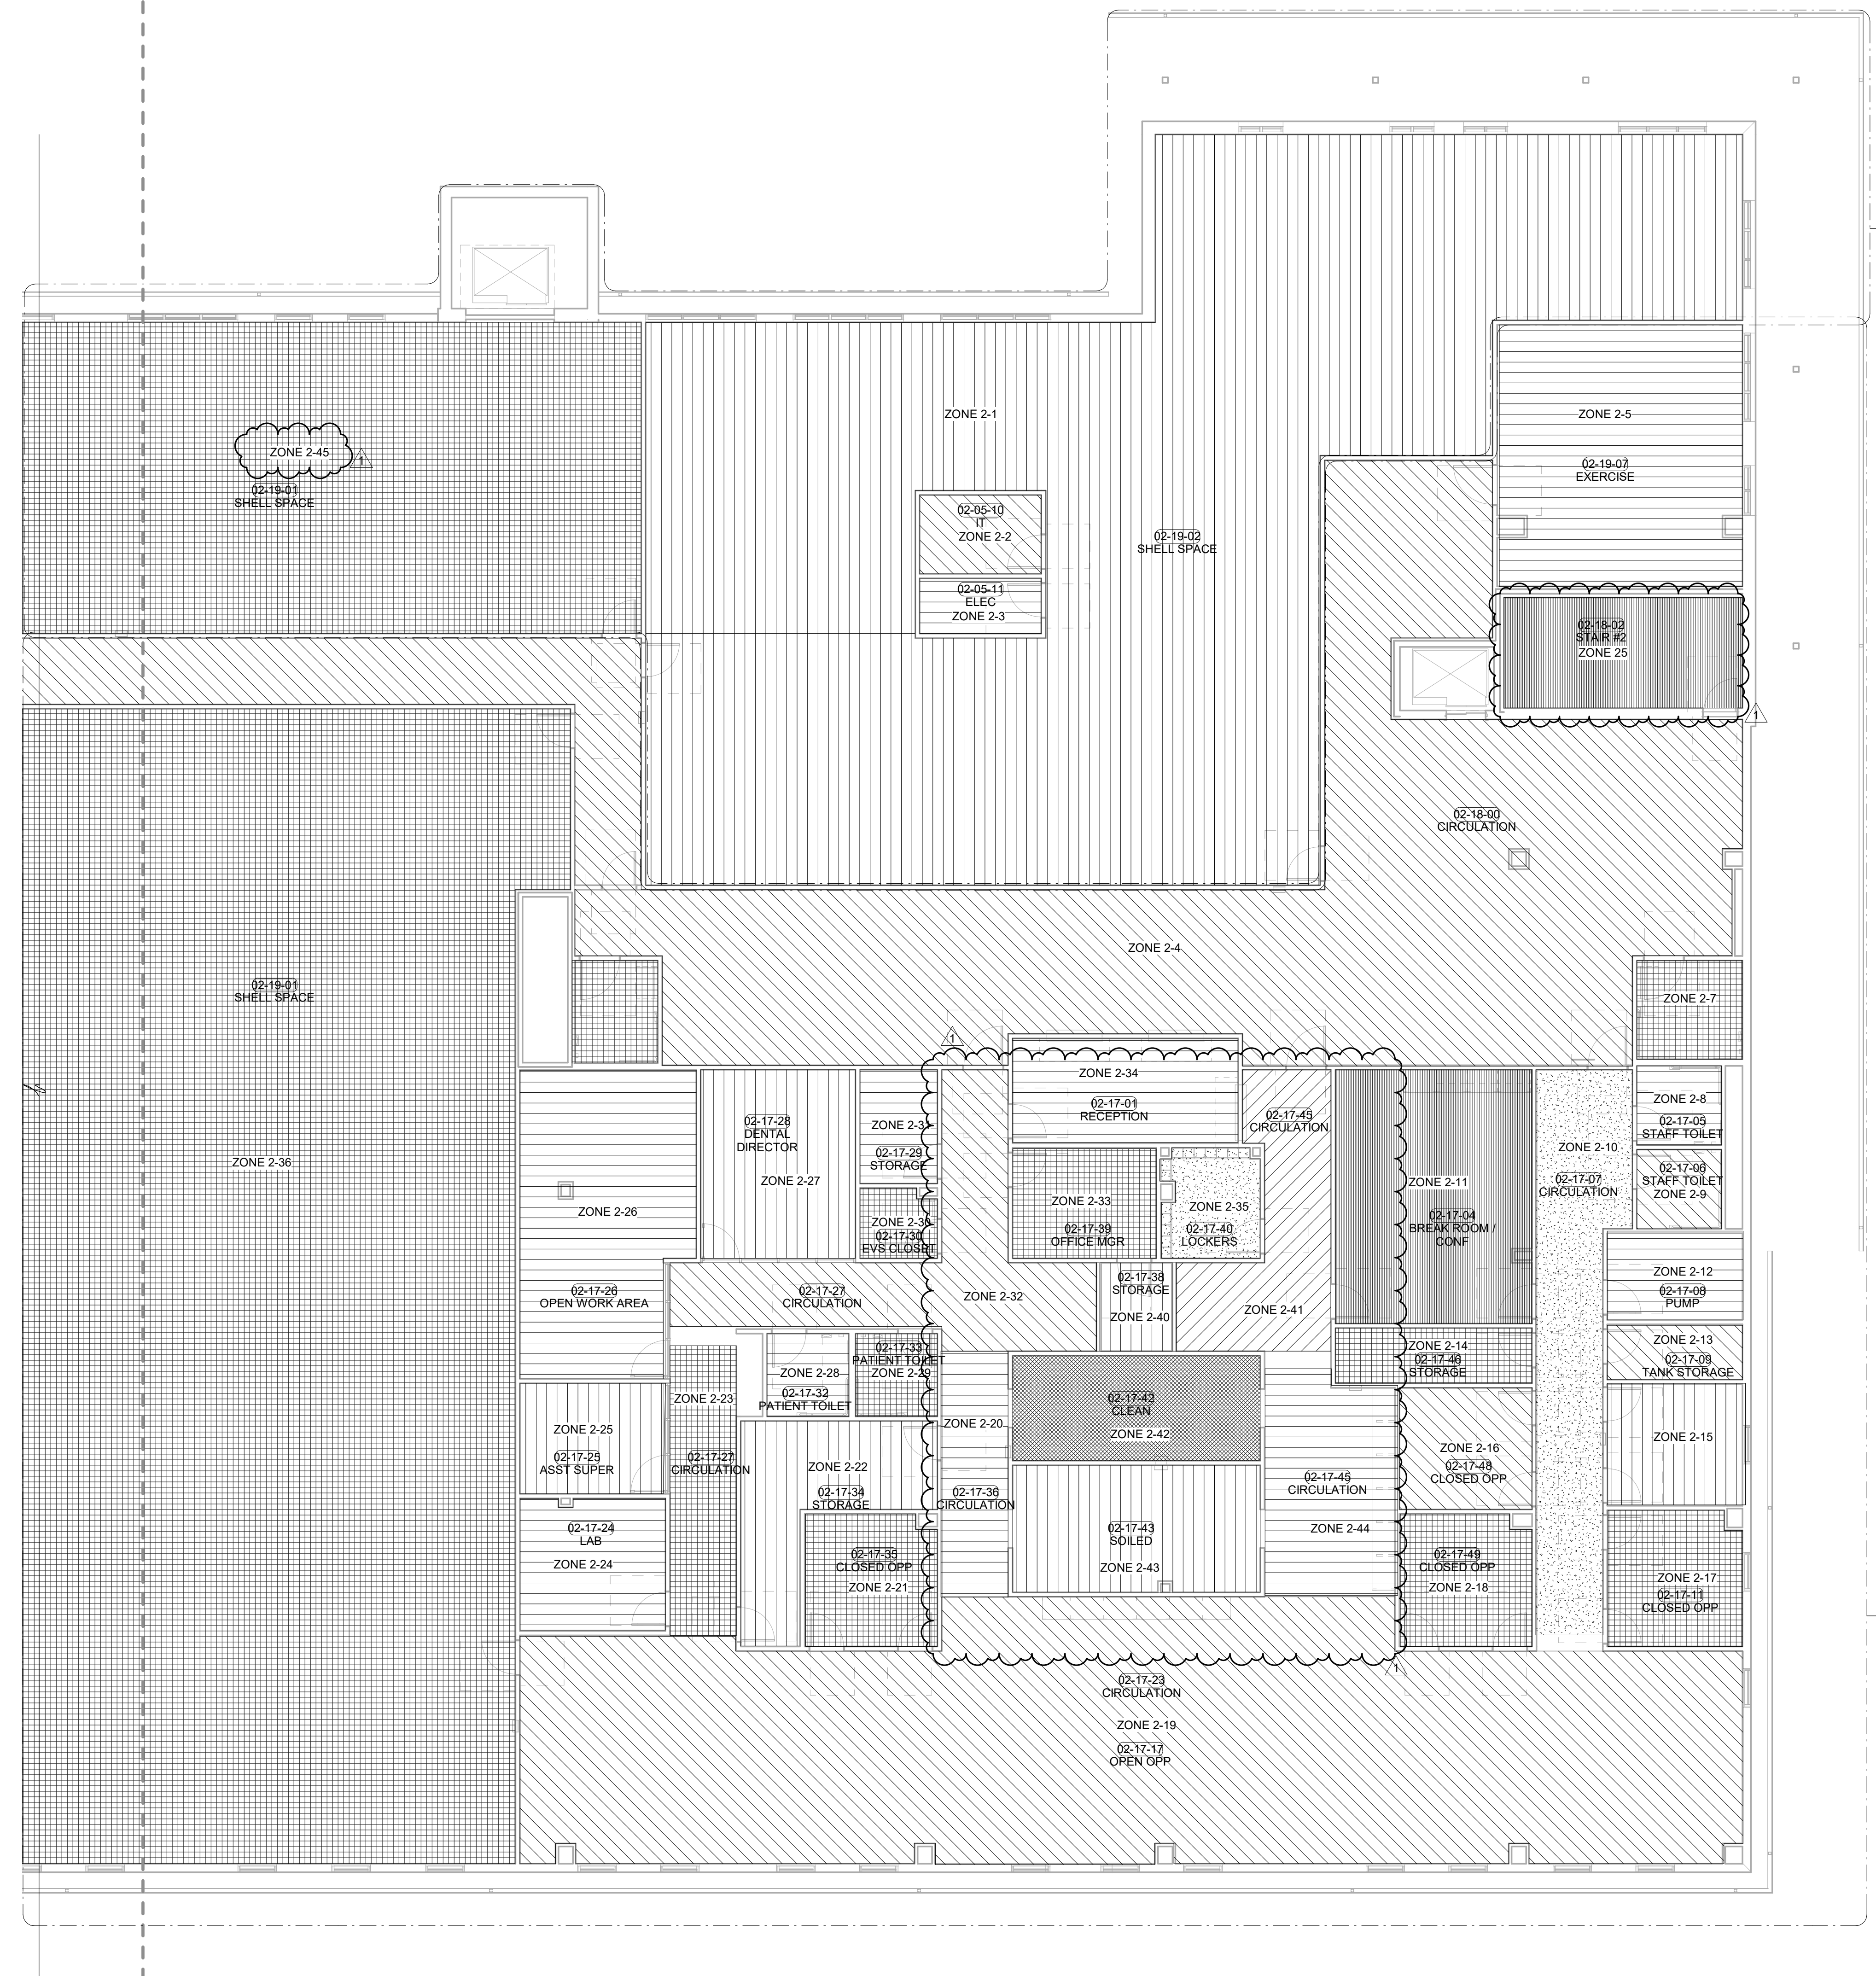 ZONE 2-1
ZONE 2-5
ZONE 2-45
1
02-19-07
EXERCISE
02-19-01
SHELL SPACE
02-05-10
IT
ZONE 2-2
02-19-02
SHELL SPACE
02-05-11
ELEC
ZONE 2-3
02-18-02
STAIR #2
ZONE 25
1
02-18-00
CIRCULATION
ZONE 2-4
02-19-01
SHELL SPACE
ZONE 2-7
1
ZONE 2-34
02-17-01
RECEPTION
02-17-45
CIRCULATION
ZONE 2-8
02-17-05
STAFF TOILET
02-17-28
DENTAL
DIRECTOR
ZONE 2-31
02-17-29
STORAGE
ZONE 2-36
ZONE 2-27
ZONE 2-10
02-17-07
CIRCULATION
02-17-06
STAFF TOILET
ZONE 2-9
ZONE 2-11
02-17-04
BREAK ROOM /
CONF
ZONE 2-26
ZONE 2-33
02-17-39
OFFICE MGR
ZONE 2-35
02-17-40
LOCKERS
ZONE 2-30
02-17-30
EVS CLOSET
02-17-26
OPEN WORK AREA
02-17-27
CIRCULATION
ZONE 2-32
02-17-38
STORAGE
ZONE 2-40
ZONE 2-41
ZONE 2-12
02-17-08
PUMP
ZONE 2-14
02-17-46
STORAGE
ZONE 2-13
02-17-09
TANK STORAGE
02-17-33
PATIENT TOILET
ZONE 2-29
ZONE 2-28
02-17-32
PATIENT TOILET
ZONE 2-23
02-17-42
CLEAN
ZONE 2-42
ZONE 2-20
ZONE 2-25
02-17-25
ASST SUPER
02-17-27
CIRCULATION
ZONE 2-22
02-17-34
STORAGE
02-17-36
CIRCULATION
02-17-45
CIRCULATION
ZONE 2-16
02-17-48
CLOSED OPP
ZONE 2-15
02-17-24
LAB
ZONE 2-24
02-17-43
SOILED
ZONE 2-43
ZONE 2-44
02-17-35
CLOSED OPP
ZONE 2-21
02-17-49
CLOSED OPP
ZONE 2-18
ZONE 2-17
02-17-11
CLOSED OPP
1
02-17-23
CIRCULATION
ZONE 2-19
02-17-17
OPEN OPP